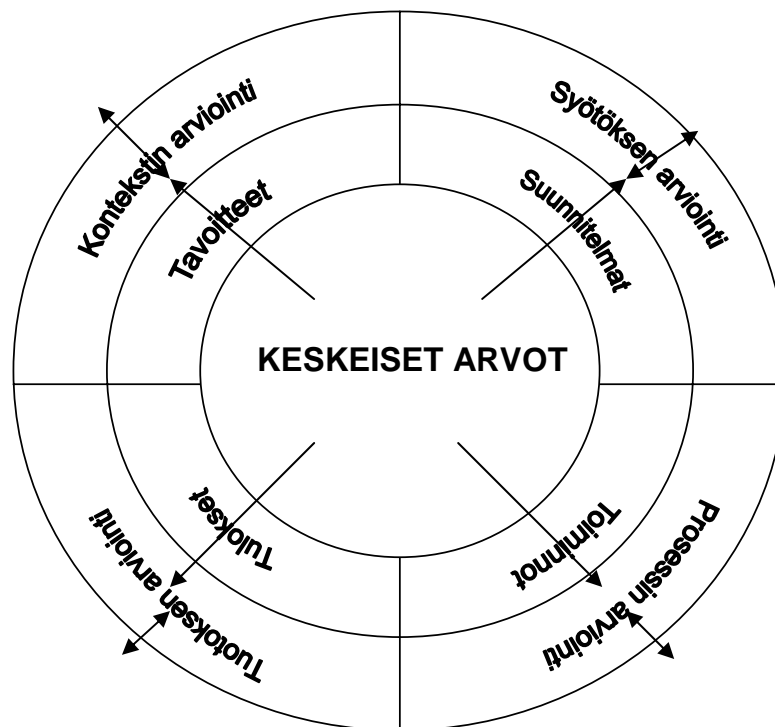 Kontekstin arviointi
Syötöksen arviointi
Tavoitteet
Suunnitelmat
KESKEISET ARVOT
Tulokset
Toiminnot
Tuotoksen arviointi
Prosessin arviointi